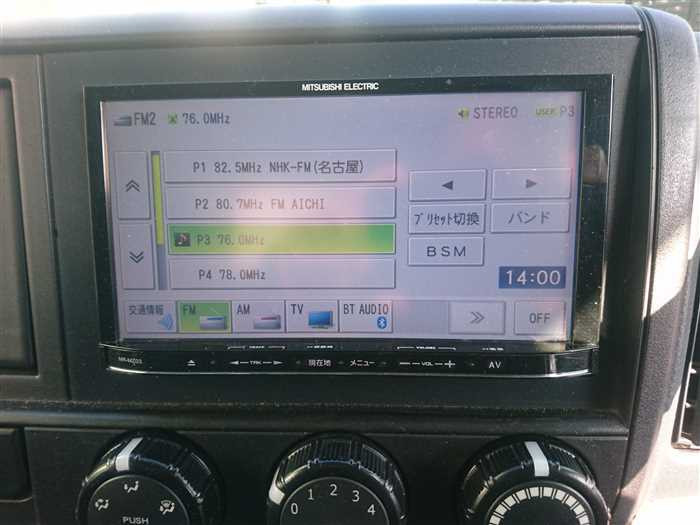 MITSUBISHI ELECTRIC
FM2 76.0MHz STEREO USER P3
P1 82.5MHz NHK-FM(名古屋)
P2 80.7MHz FM AICHI
P3 76.0MHz
P4 78.0MHz
プリセット切換 バンド
BSM
14:00
交通情報 FM AM TV BT AUDIO OFF
TRK 現在地 メニュー VOL AV
PUSH
0 1 2 3 4